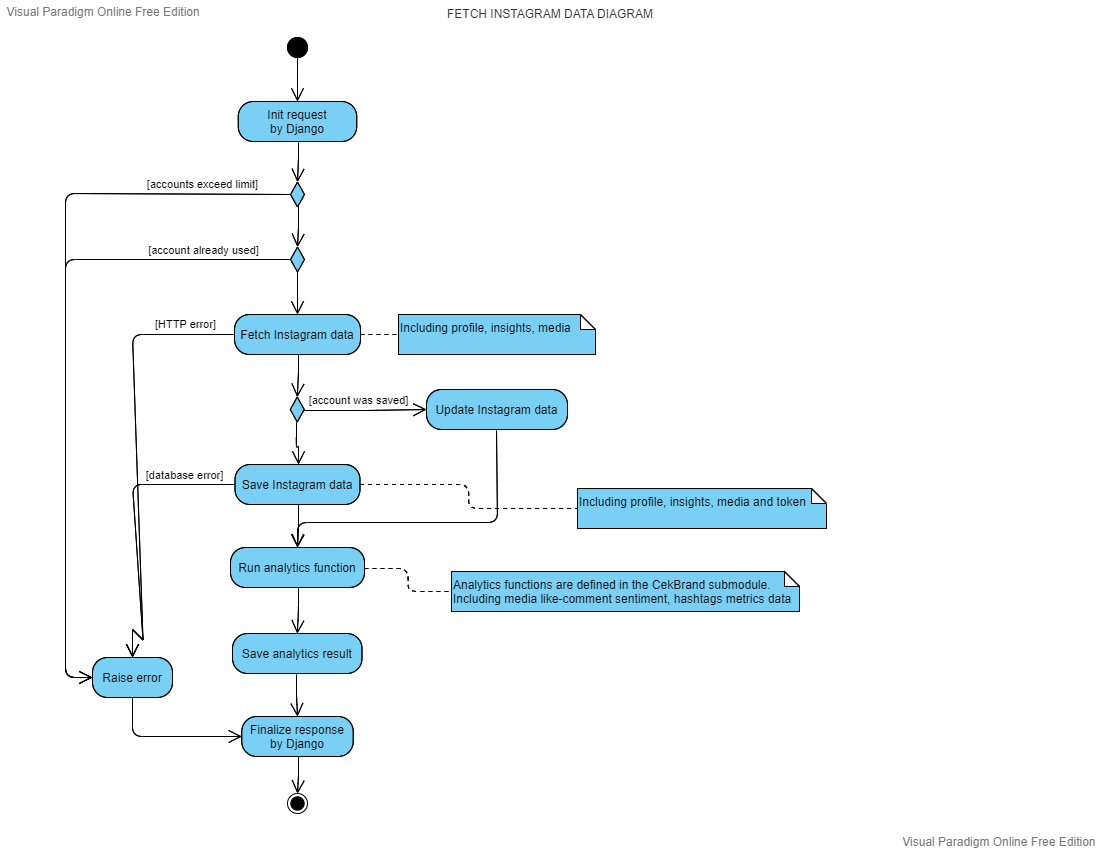 Visual Paradigm Online Free Edition
FETCH INSTAGRAM DATA DIAGRAM
Init request
by Django
[accounts exceed limit]
[account already used]
[HTTP error]
Fetch Instagram data
Including profile, insights, media
[account was saved]
Update Instagram data
[database error]
Save Instagram data
Including profile, insights, media and token
Run analytics function
Analytics functions are defined in the CekBrand submodule.
Including media like-comment sentiment, hashtags metrics data
Save analytics result
Raise error
Finalize response
by Django
Visual Paradigm Online Free Edition